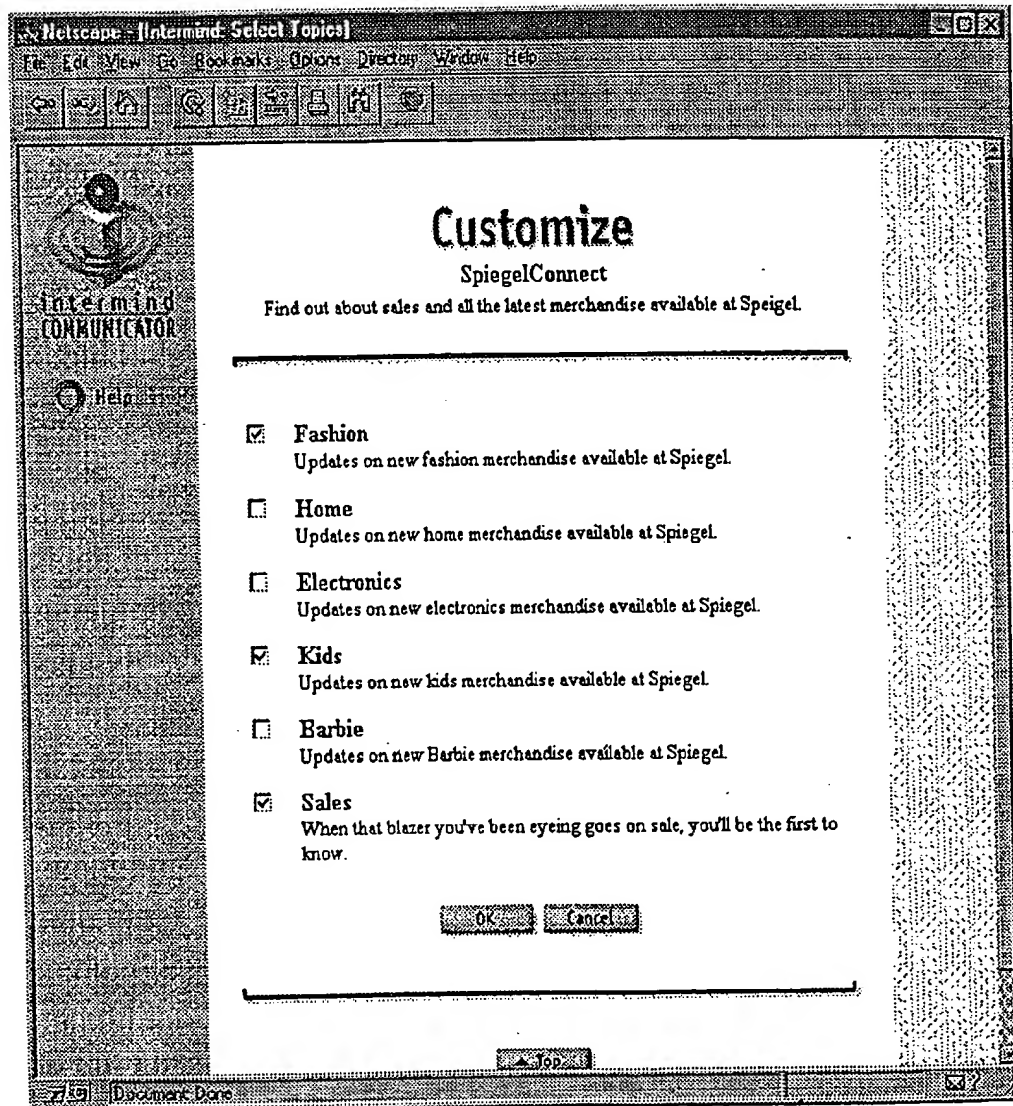 Netscape - [Intermind: Select Topics]
File Edit View Go Bookmarks Options Directory Window Help
intermind
COMMUNICATOR
Help
Customize
SpiegelConnect
Find out about sales and all the latest merchandise available at Speigel.
Fashion
Updates on new fashion merchandise available at Spiegel.
Home
Updates on new home merchandise available at Spiegel.
Electronics
Updates on new electronics merchandise available at Spiegel.
Kids
Updates on new kids merchandise available at Spiegel.
Barbie
Updates on new Barbie merchandise available at Spiegel.
Sales
When that blazer you've been eyeing goes on sale, you'll be the first to
know.
OK Cancel
Top
Document Done